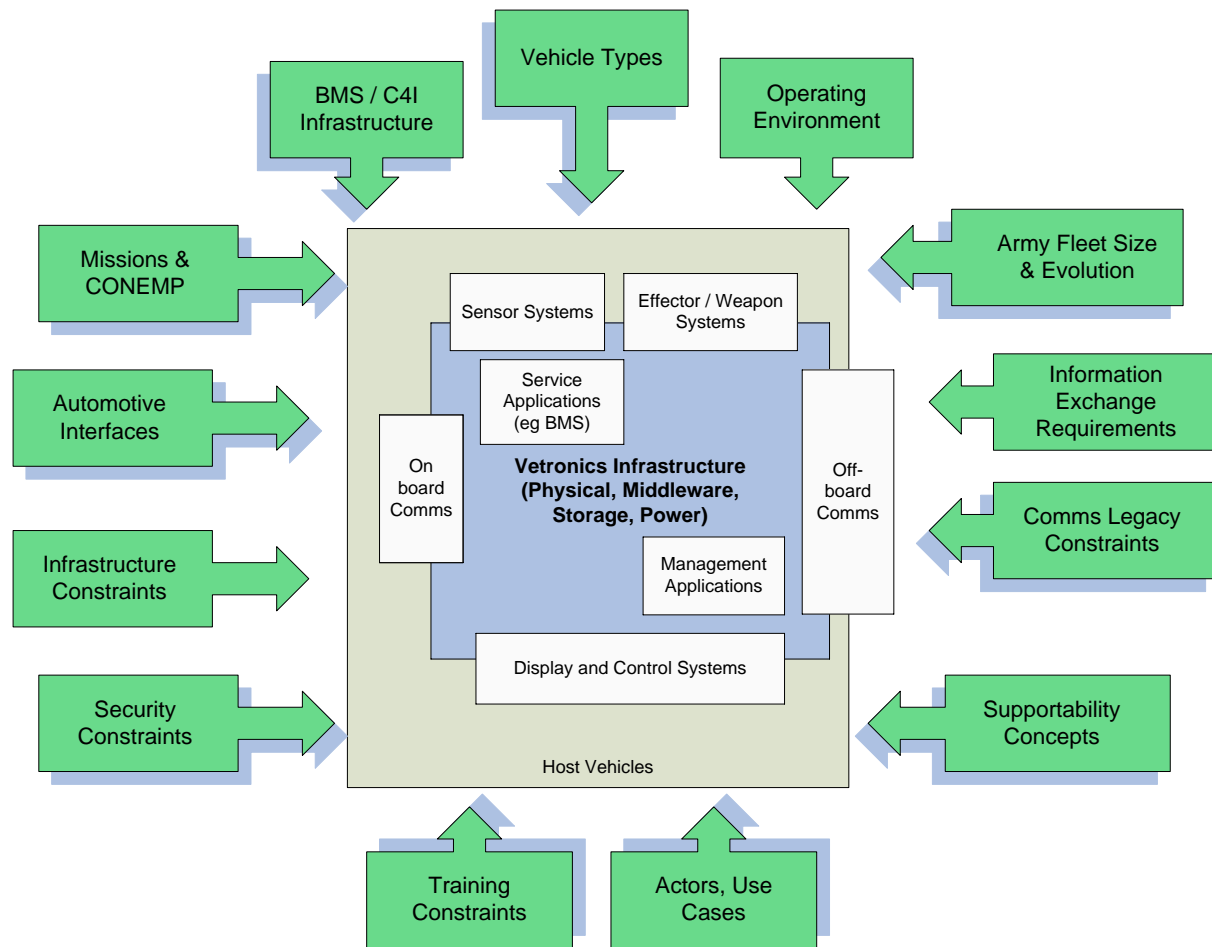 Vehicle Types
BMS / C4I
Infrastructure
Operating
Environment
Missions &
CONEMP
Army Fleet Size
& Evolution
Sensor Systems
Effector / Weapon
Systems
Automotive
Interfaces
Service
Applications
(eg BMS)
Information
Exchange
Requirements
On
board
Comms
Vetronics Infrastructure
(Physical, Middleware,
Storage, Power)
Off-
board
Comms
Infrastructure
Constraints
Management
Applications
Comms Legacy
Constraints
Display and Control Systems
Security
Constraints
Supportability
Concepts
Host Vehicles
Training
Constraints
Actors, Use
Cases